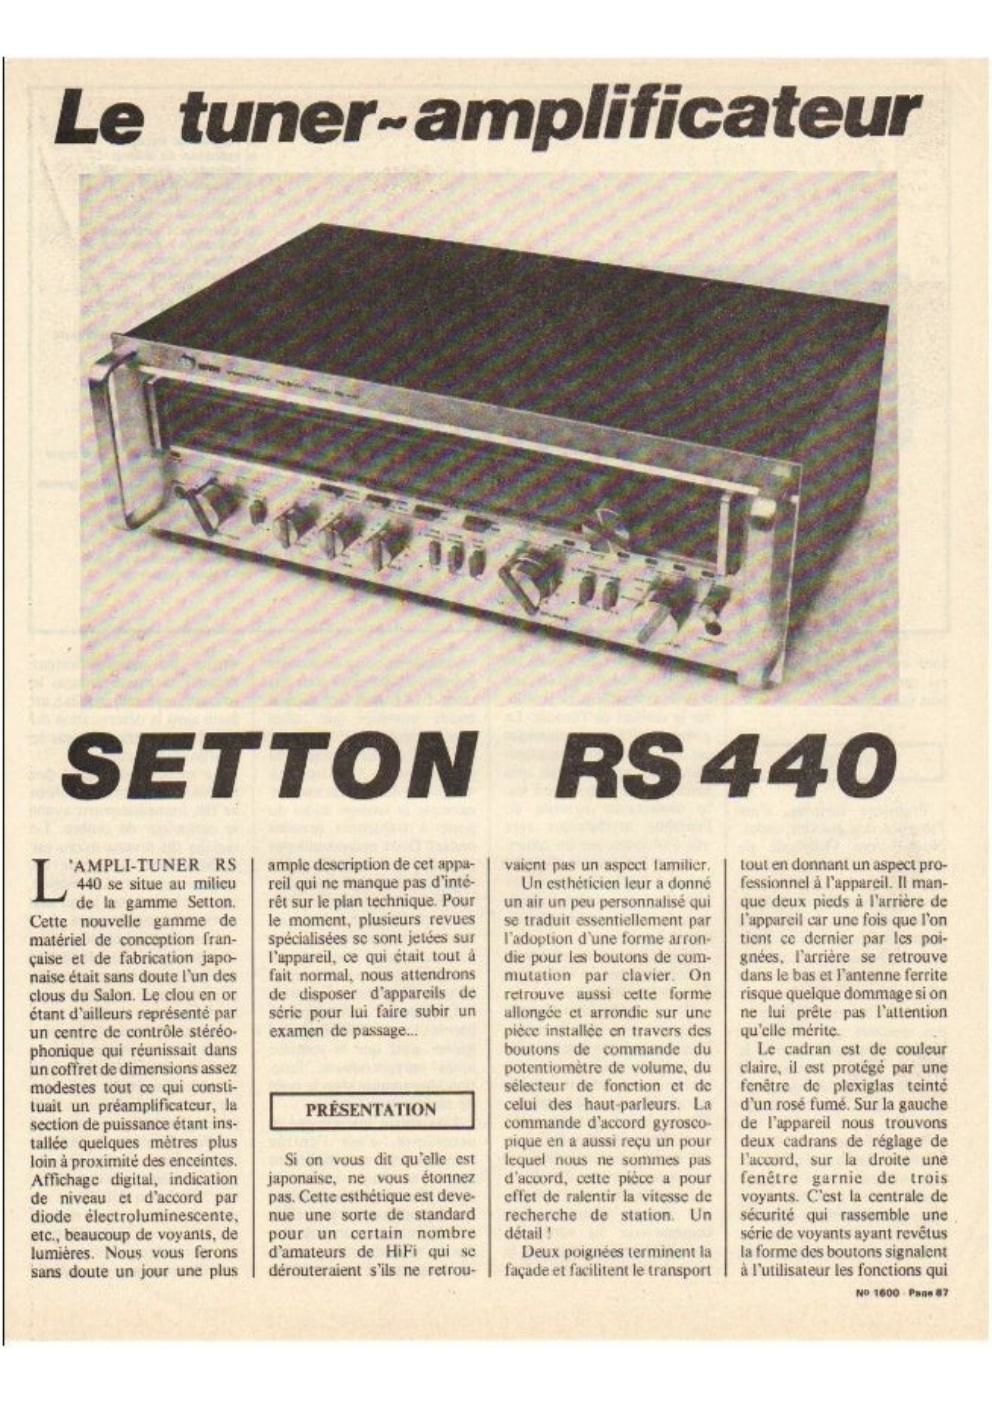 Le tuner~amplificateur
SETTON RS 440
L'AMPLI-TUNER RS
440 se situe au milieu
de la gamme Setton.
Cette nouvelle gamme de
matériel de conception fran-
çaise et de fabrication japo-
naise était sans doute l'un des
clous du Salon. Le clou en or
étant d'ailleurs représenté par
un centre de contrôle stéréo-
phonique qui réunissait dans
un coffret de dimensions assez
modestes tout ce qui consti-
tuait un préamplificateur, la
section de puissance étant ins-
tallée quelques mètres plus
loin à proximité des enceintes.
Affichage digital, indication
de niveau et d'accord par
diode électroluminescente,
etc., beaucoup de voyants, de
lumières. Nous vous ferons
sans doute un jour une plus
ample description de cet appa-
reil qui ne manque pas d'inté-
rêt sur le plan technique. Pour
le moment, plusieurs revues
spécialisées se sont jetées sur
l'appareil, ce qui était tout à
fait normal, nous attendrons
de disposer d'appareils de
série pour lui faire subir un
examen de passage...
PRÉSENTATION
Si on vous dit qu'elle est
japonaise, ne vous étonnez
pas. Cette esthétique est deve-
nue une sorte de standard
pour un certain nombre
d'amateurs de HiFi qui se
dérouteraient s'ils ne retrou-
vaient pas un aspect familier.
Un esthéticien leur a donné
un air un peu personnalisé qui
se traduit essentiellement par
l'adoption d'une forme arron-
die pour les boutons de com-
mutation par clavier. On
retrouve aussi cette forme
allongée et arrondie sur une
pièce installée en travers des
boutons de commande du
potentiomètre de volume, du
sélecteur de fonction et de
celui des haut-parleurs. La
commande d'accord gyrosco-
pique en a aussi reçu un pour
lequel nous ne sommes pas
d'accord, cette pièce a pour
effet de ralentir la vitesse de
recherche de station. Un
détail !
Deux poignées terminent la
façade et facilitent le transport
tout en donnant un aspect pro-
fessionnel à l'appareil. Il man-
que deux pieds à l'arrière de
l'appareil car une fois que l'on
tient ce dernier par les poi-
gnées, l'arrière se retrouve
dans le bas et l'antenne ferrite
risque quelque dommage si on
ne lui prête pas l'attention
qu'elle mérite.
Le cadran est de couleur
claire, il est protégé par une
fenêtre de plexiglas teinté
d'un rosé fumé. Sur la gauche
de l'appareil nous trouvons
deux cadrans de réglage de
l'accord, sur la droite une
fenêtre garnie de trois
voyants. C'est la centrale de
sécurité qui rassemble une
série de voyants ayant revêtus
la forme des boutons signalent
à l'utilisateur les fonctions qui
Nº 1600 - Page 87